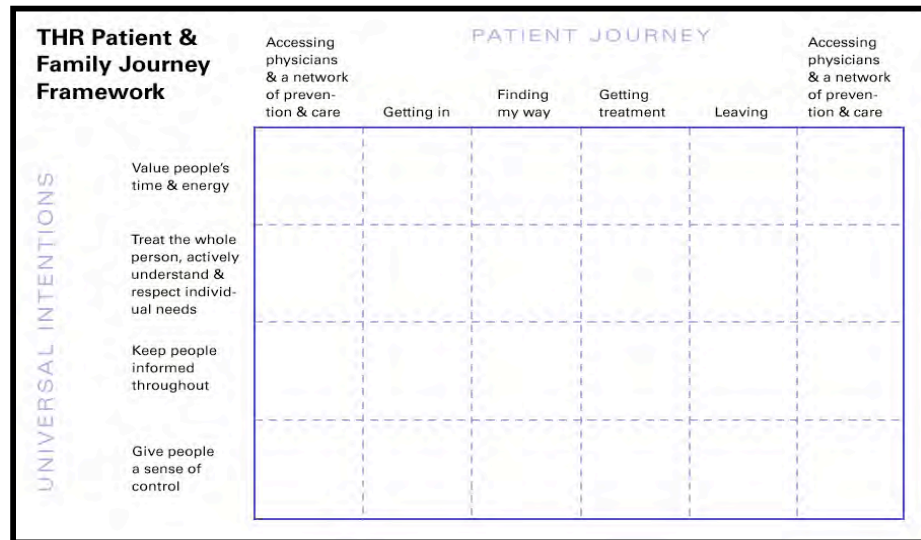 THR Patient &
Family Journey
Framework
PATIENT JOURNEY
Accessing
physicians
& a network
of preven-
tion & care
Getting in
Finding
my way
Getting
treatment
Leaving
Accessing
physicians
& a network
of preven-
tion & care
UNIVERSAL INTENTIONS
Value people's
time & energy
Treat the whole
person, actively
understand &
respect individ-
ual needs
Keep people
informed
throughout
Give people
a sense of
control